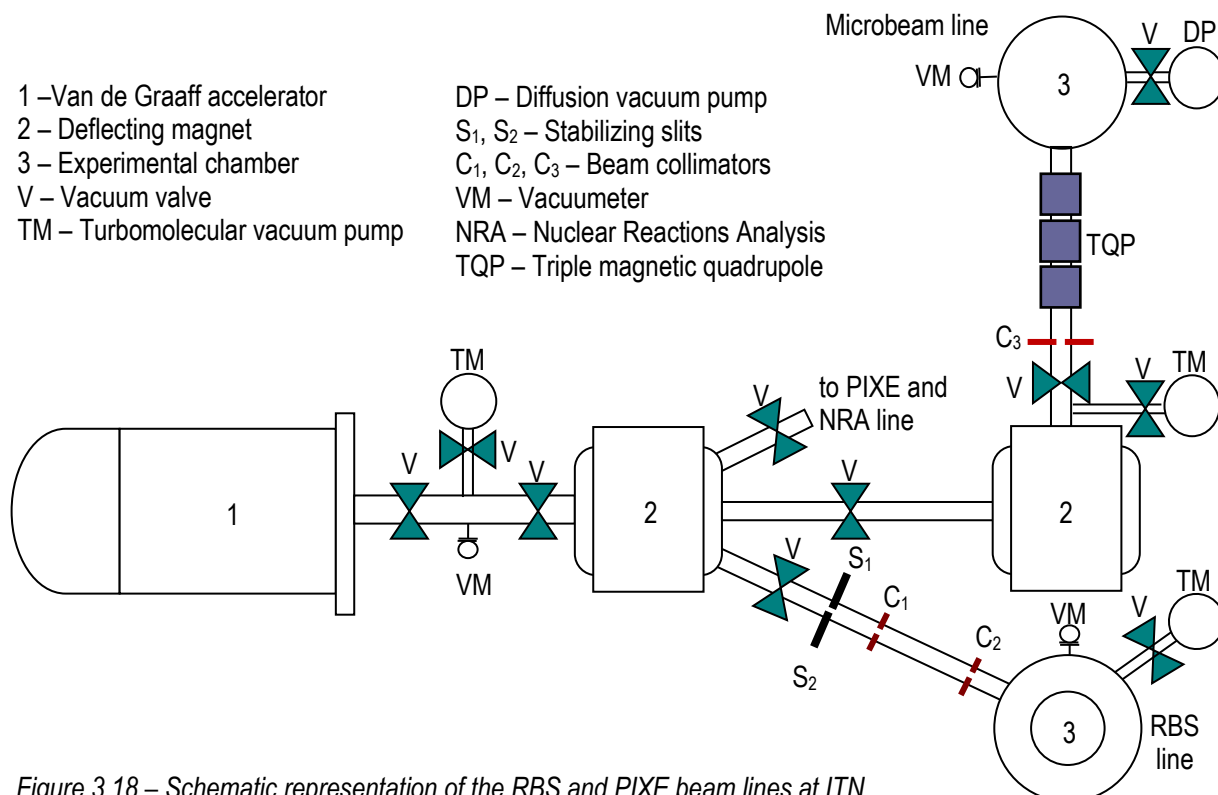 Microbeam line
V
DP
VM
3
1 –Van de Graaff accelerator
2 – Deflecting magnet
3 – Experimental chamber
V – Vacuum valve
TM – Turbomolecular vacuum pump
DP – Diffusion vacuum pump
S1, S2 – Stabilizing slits
C1, C2, C3 – Beam collimators
VM – Vacuumeter
NRA – Nuclear Reactions Analysis
TQP – Triple magnetic quadrupole
TQP
C3
TM
V
V
TM
to PIXE and
NRA line
V
V
V
V
V
1
2
2
VM
V
S1
C1
S2
C2
VM
V
TM
3
RBS
line
Figure 3.18 – Schematic representation of the RBS and PIXE beam lines at ITN